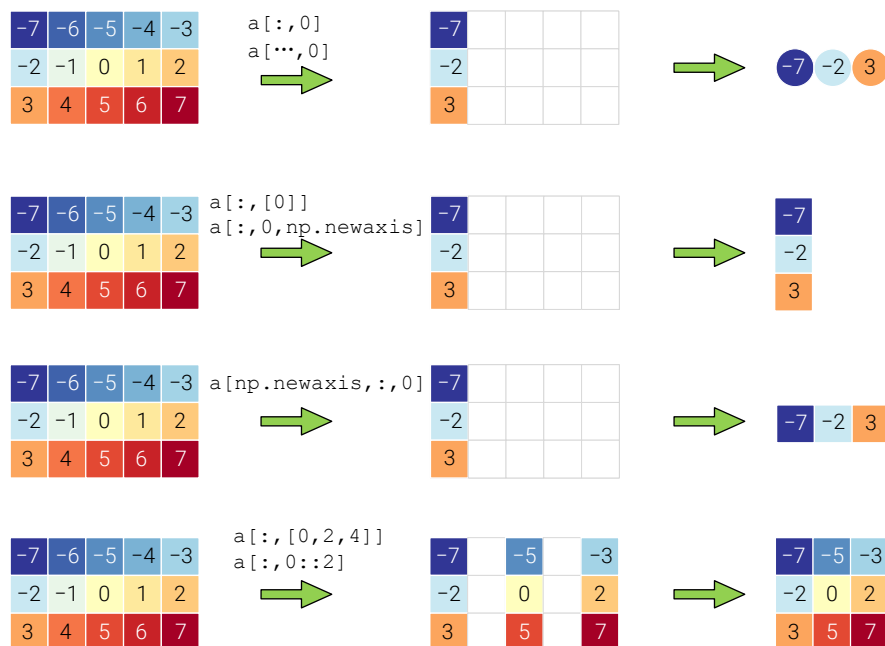 −7 −6 −5 −4 −3 a[:,0] −7
a[⋯,0]
−2 −1 0 1 2 −2 −7 −2 3
3 4 5 6 7 3
a[:,[0]]
−7 −6 −5 −4 −3 a[:,0,np.newaxis] −7 −7
−2 −1 0 1 2 −2 −2
3 4 5 6 7 3 3
−7 −6 −5 −4 −3 a[np.newaxis,:,0] −7
−2 −1 0 1 2 −2 −7 −2 3
3 4 5 6 7 3
a[:,[0,2,4]]
−7 −6 −5 −4 −3 a[:,0::2] −7 −5 −3 −7 −5 −3
−2 −1 0 1 2 −2 0 2 −2 0 2
3 4 5 6 7 3 5 7 3 5 7